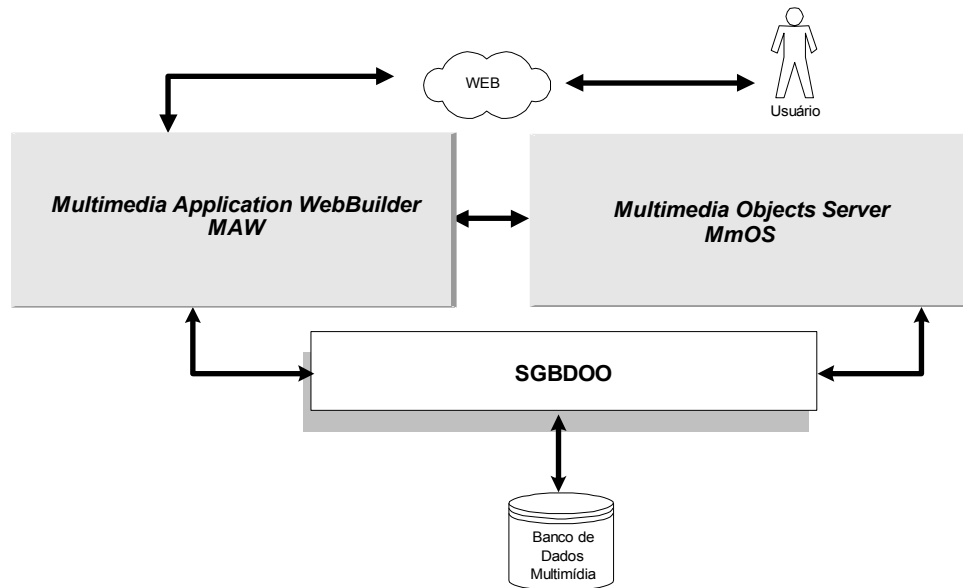 WEB
Usuário
Multimedia Application WebBuilder
MAW
Multimedia Objects Server
MmOS
SGBDOO
Banco de
Dados
Multimídia